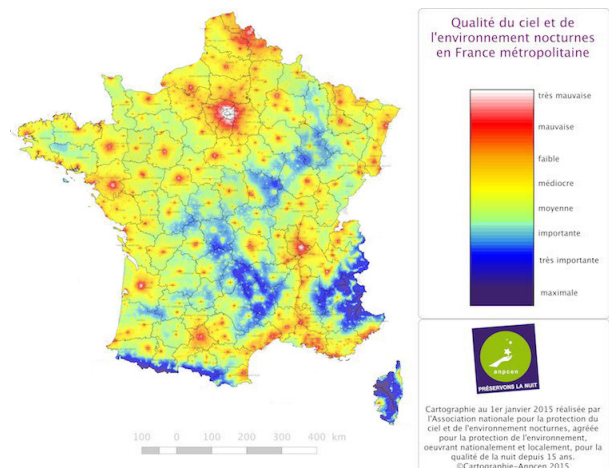 Qualité du ciel et de
l'environnement nocturnes
en France métropolitaine
très mauvaise
mauvaise
faible
médiocre
moyenne
importante
très importante
maximale
100 0 100 200 300 400 km
anpcen
PRÉSERVONS LA NUIT
Cartographie au 1er janvier 2015 réalisée par
l'Association nationale pour la protection du
ciel et de l'environnement nocturnes, agréée
pour la protection de l'environnement,
oeuvrant nationalement et localement, pour la
qualité de la nuit depuis 15 ans.
©Cartographie-Anpcen 2015